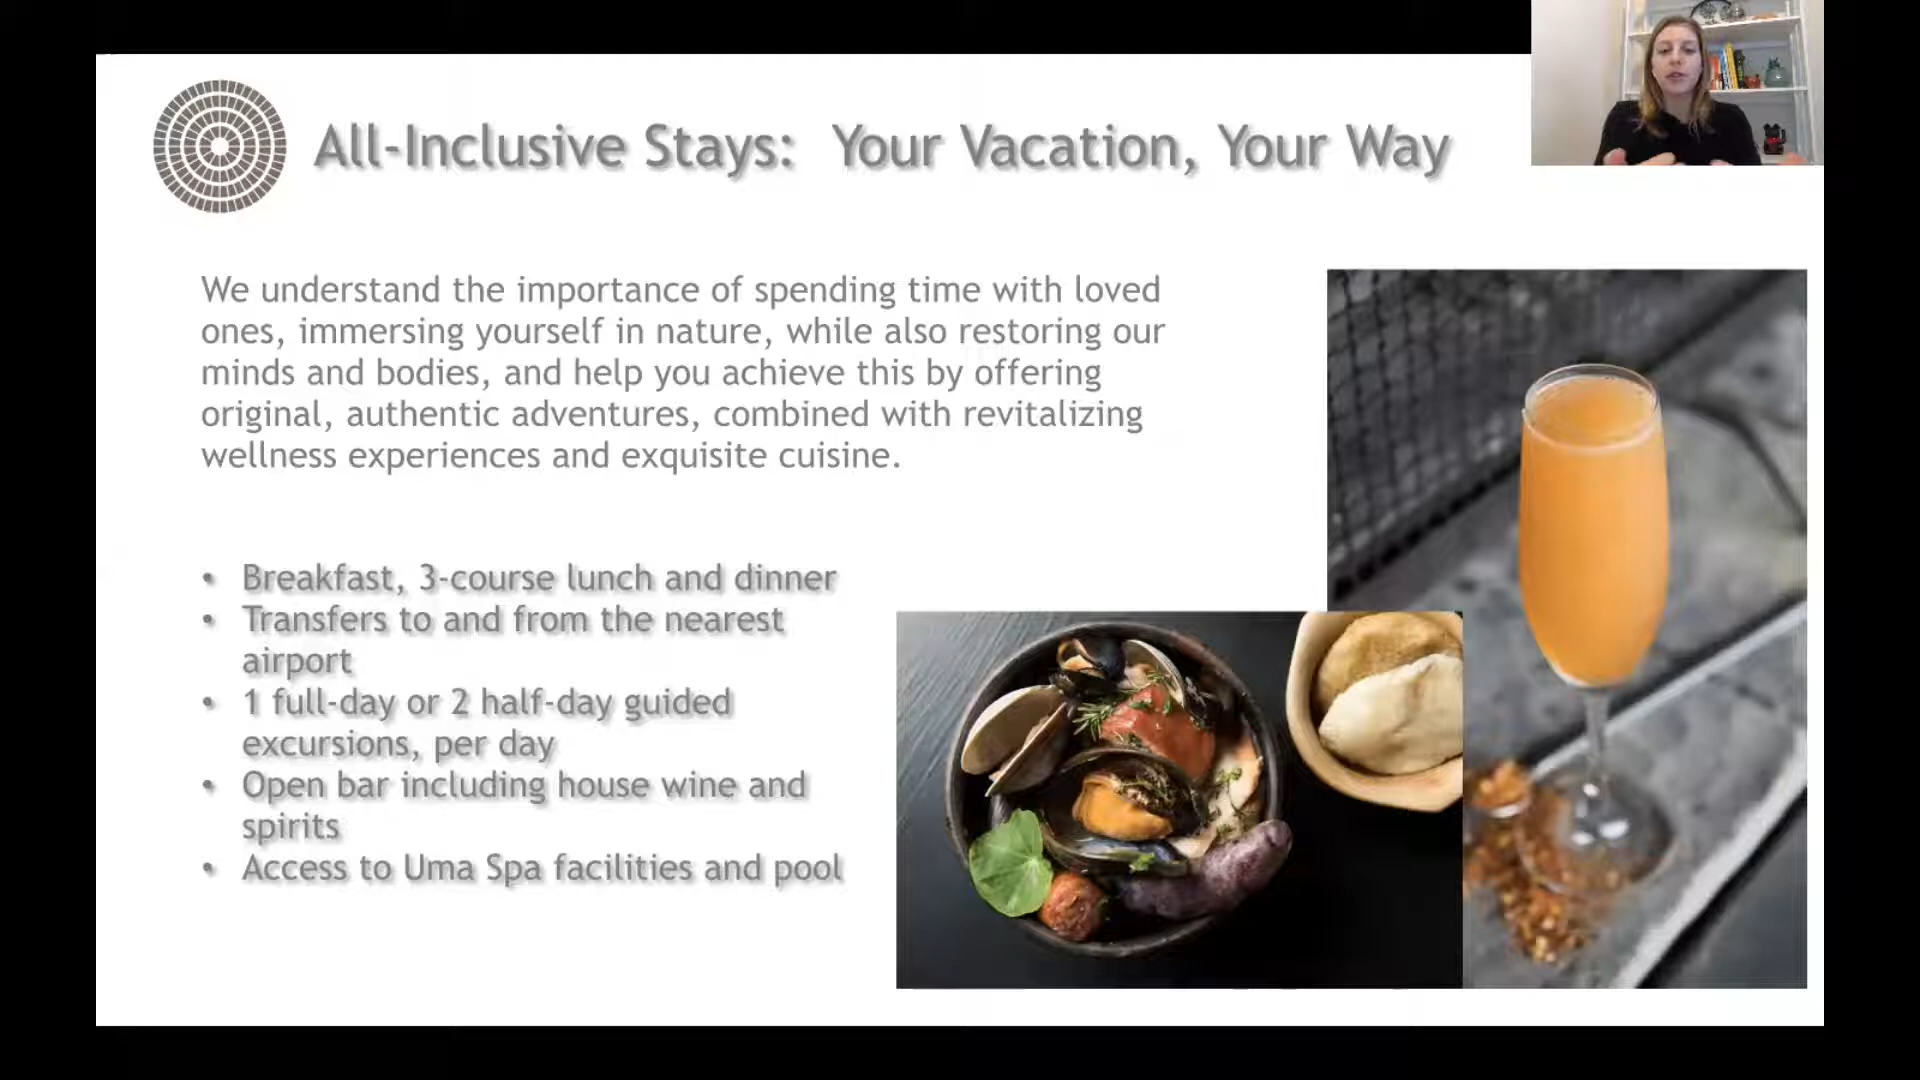 All-Inclusive Stays: Your Vacation, Your Way
We understand the importance of spending time with loved
ones, immersing yourself in nature, while also restoring our
minds and bodies, and help you achieve this by offering
original, authentic adventures, combined with revitalizing
wellness experiences and exquisite cuisine.
• Breakfast, 3-course lunch and dinner
• Transfers to and from the nearest
airport
• 1 full-day or 2 half-day guided
excursions, per day
• Open bar including house wine and
spirits
• Access to Uma Spa facilities and pool